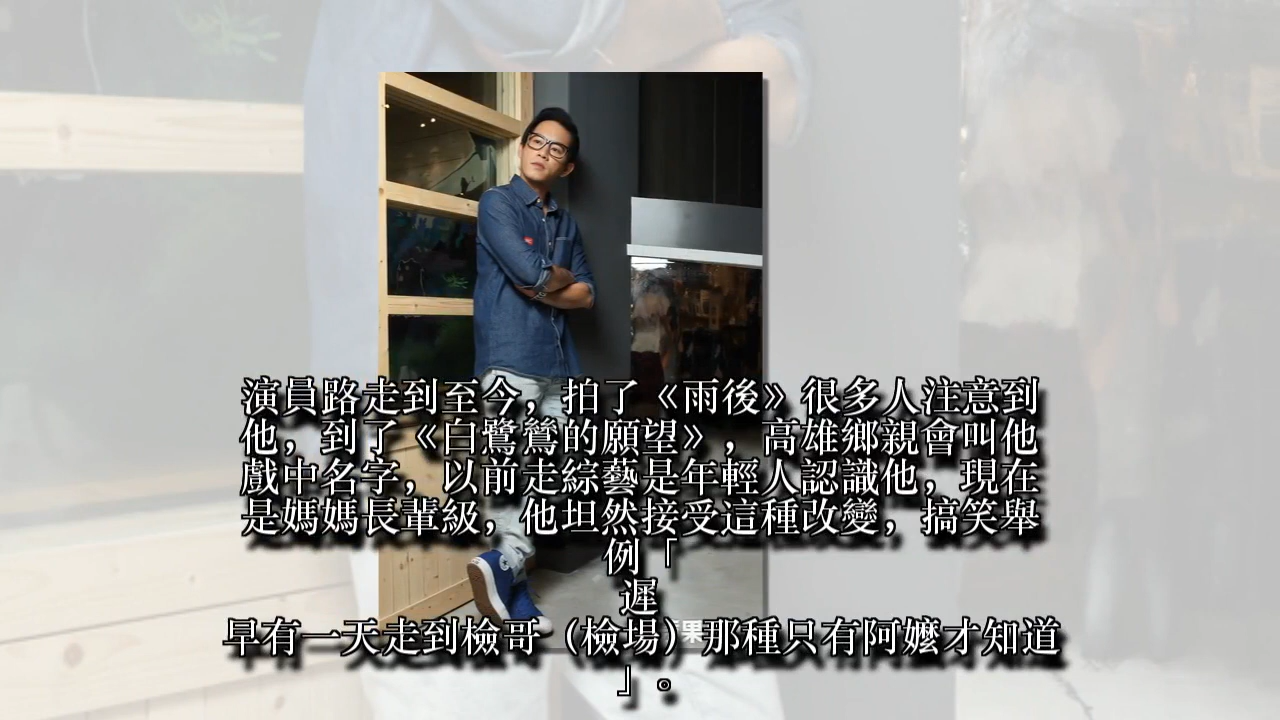 演員路走到至今，拍了《雨後》很多人注意到
他，到了《白鷺鷥的願望》，高雄鄉親會叫他
戲中名字，以前走綜藝是年輕人認識他，現在
是媽媽長輩級，他坦然接受這種改變，搞笑舉
例「
遲
早有一天走到檢哥（檢場）那種只有阿嬤才知道
」。